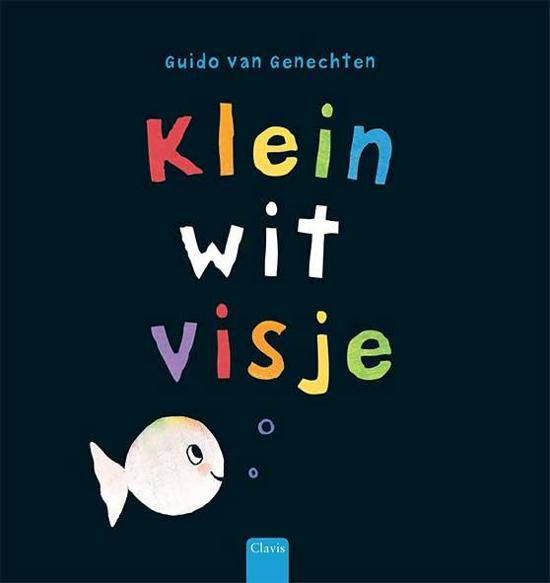 Guido van Genechten
Klein
wit
visje
Clavis